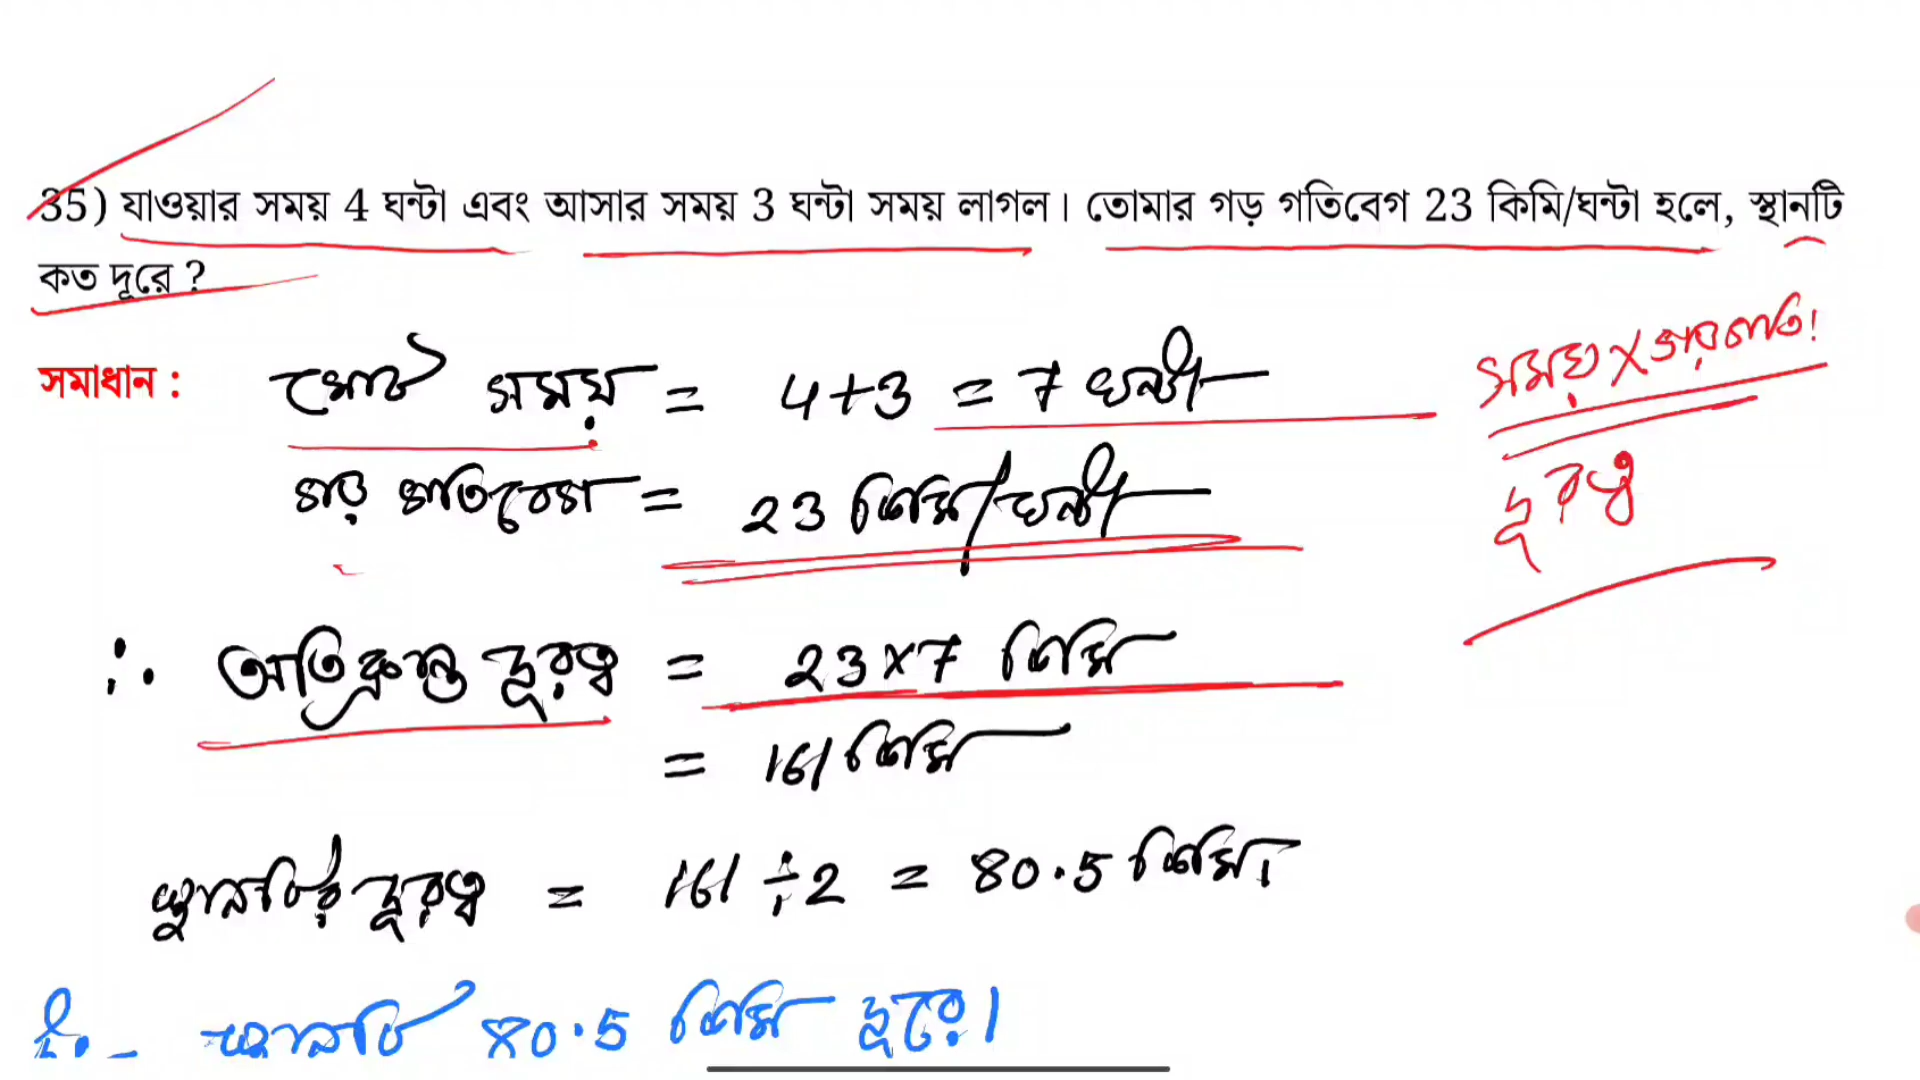 35) যাওয়ার সময় 4 ঘন্টা এবং আসার সময় 3 ঘন্টা সময় লাগল। তোমার গড় গতিবেগ 23 কিমি/ঘন্টা হলে, স্থানটি
কত দূরে ?
সমাধান : মোট সময় = 4+3 = 7 ঘন্টা
সময় X গড়গতি।
গড় গতিবেগ = 23 কিমি/ঘন্টা
দূরত্ব
∴ অতিক্রান্ত দূরত্ব = 23x7 কিমি
= 161 কিমি
স্থানটির দূরত্ব = 161 ÷ 2 = 80.5 কিমি।
উঃ- স্থানটি 80.5 কিমি দূরে।